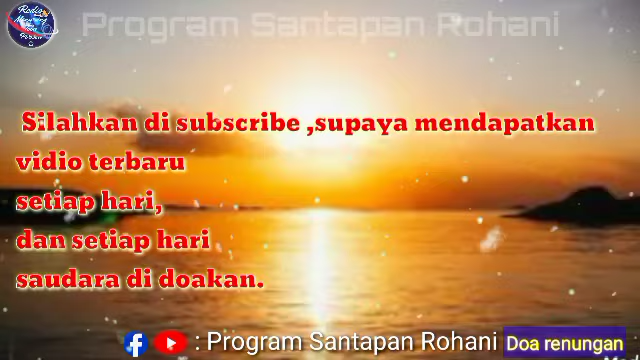 Program Santapan Rohani
Silahkan di subscribe ,supaya mendapatkan
vidio terbaru
setiap hari,
dan setiap hari
saudara di doakan.
: Program Santapan Rohani
Doa renungan